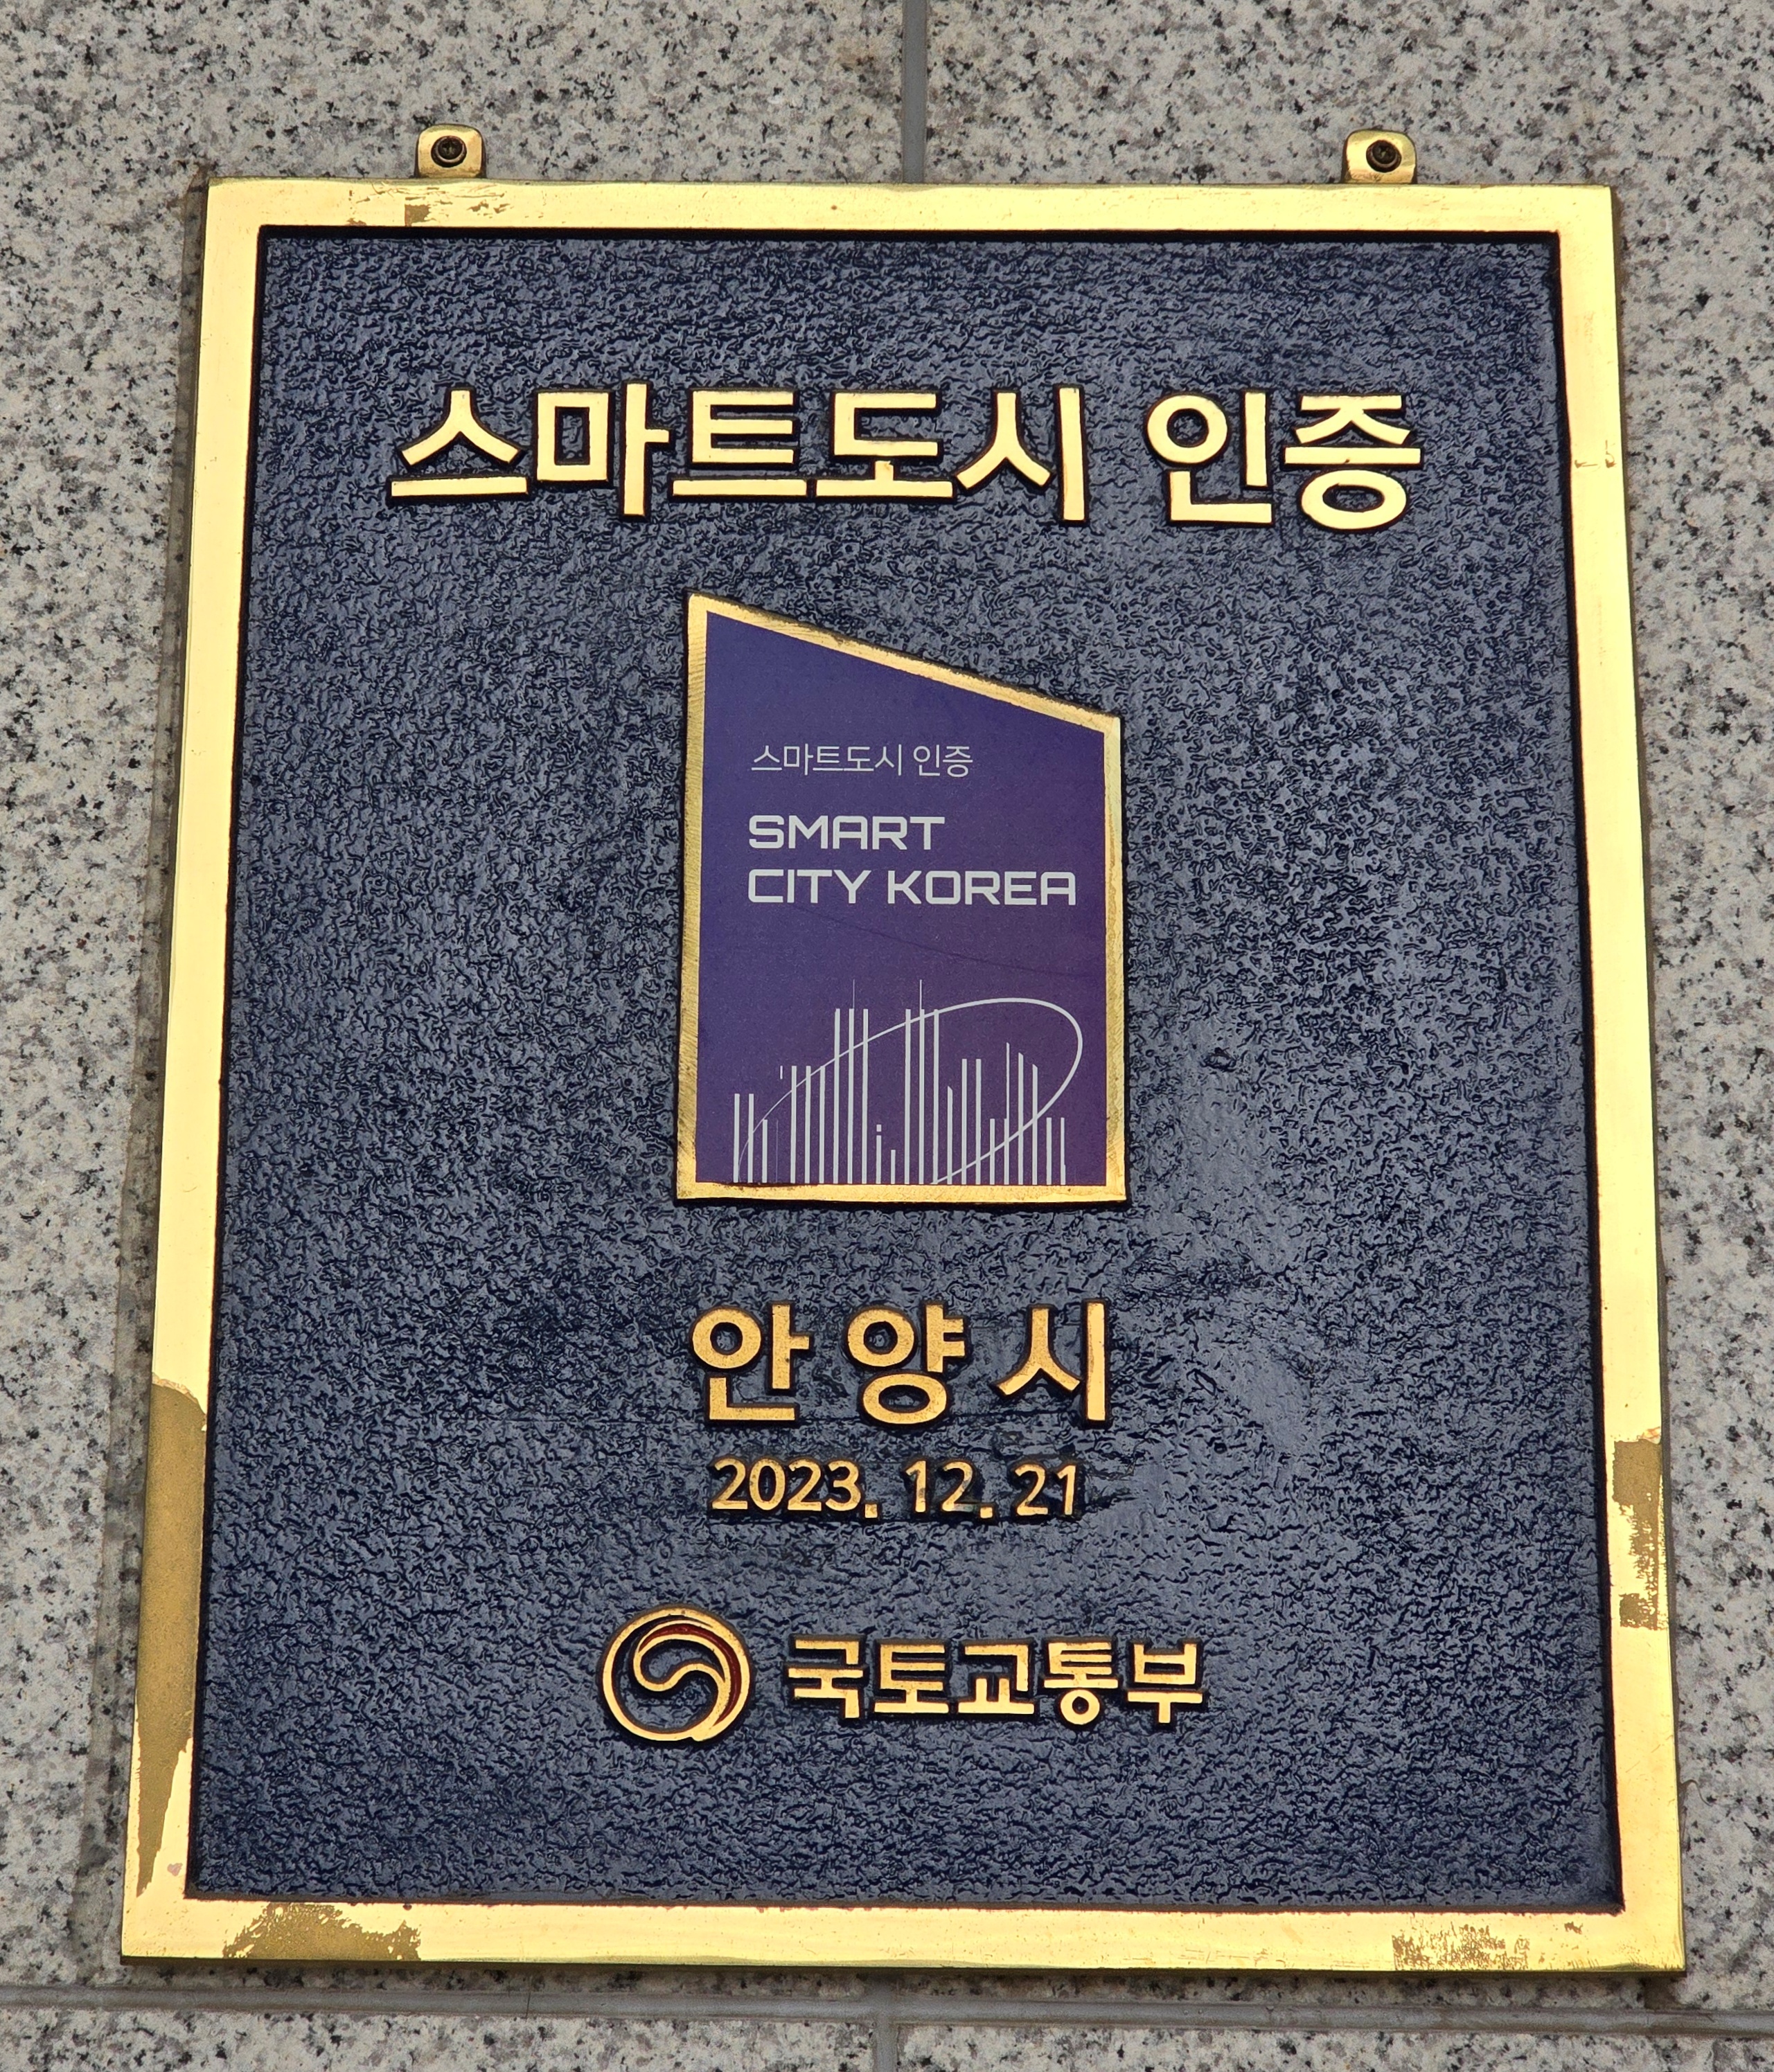 스마트도시 인증
스마트도시 인증
SMART
CITY KOREA
안양시
2023. 12. 21
국토교통부